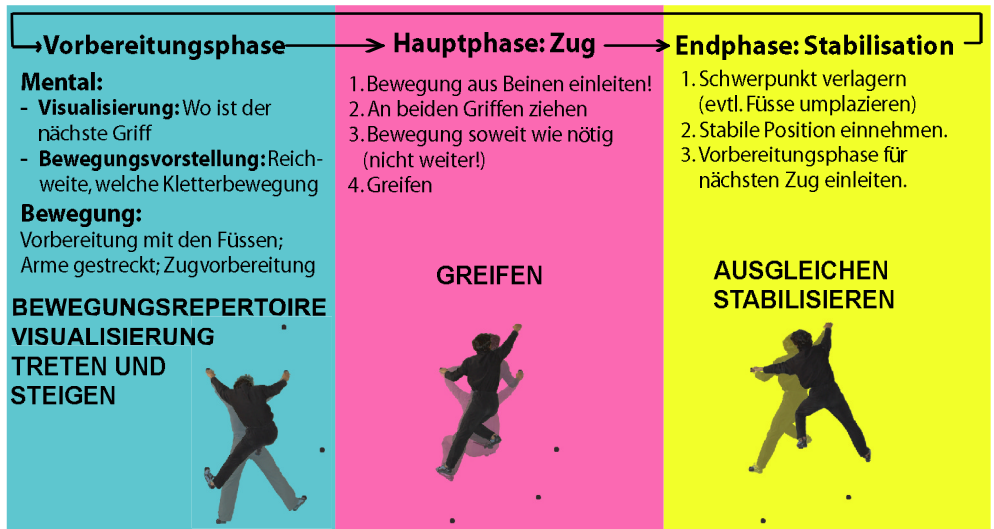 Vorbereitungsphase
Mental:
- Visualisierung: Wo ist der
nächste Griff
- Bewegungsvorstellung: Reich-
weite, welche Kletterbewegung
Bewegung:
Vorbereitung mit den Füssen;
Arme gestreckt; Zugvorbereitung
BEWEGUNGSREPERTOIRE
VISUALISIERUNG
TRETEN UND
STEIGEN
Hauptphase: Zug
1. Bewegung aus Beinen einleiten!
2. An beiden Griffen ziehen
3. Bewegung soweit wie nötig
(nicht weiter!)
4. Greifen
GREIFEN
Endphase: Stabilisation
1. Schwerpunkt verlagern
(evtl. Füsse umplazieren)
2. Stabile Position einnehmen.
3. Vorbereitungsphase für
nächsten Zug einleiten.
AUSGLEICHEN
STABILISIEREN